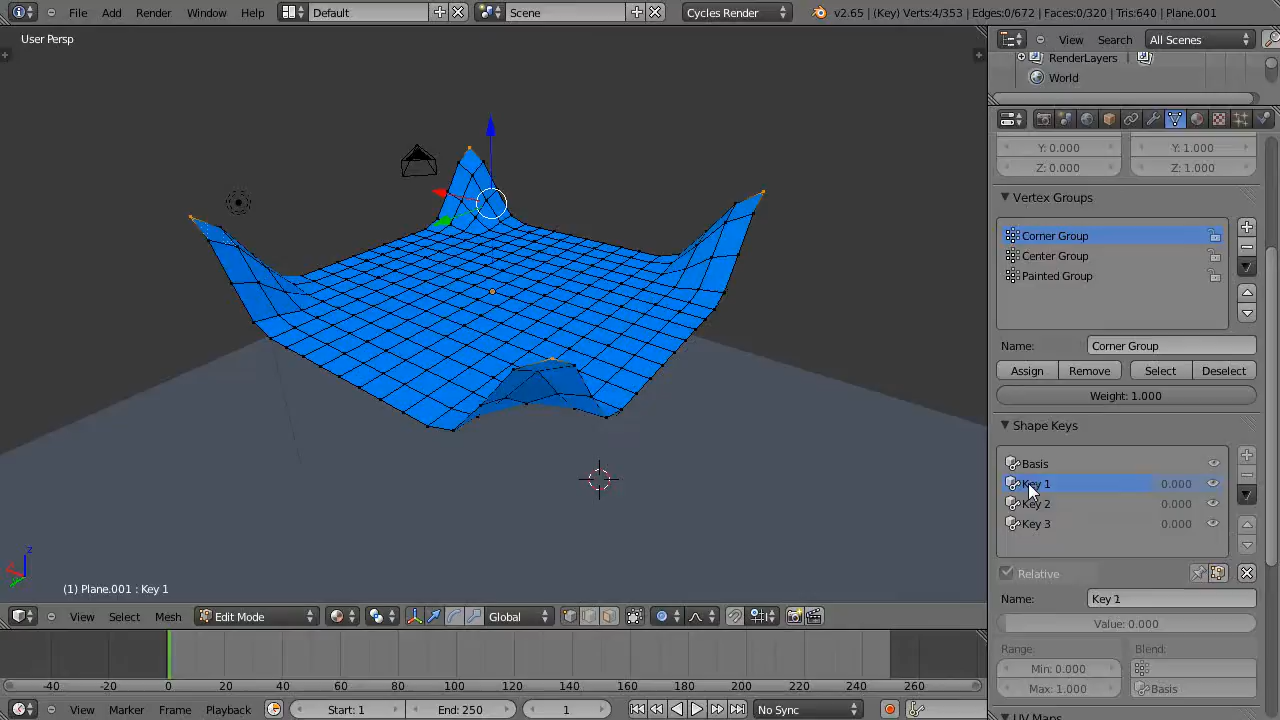 File Add Render Window Help Default Scene Cycles Render v2.65 | (Key) Verts:4/353 | Edges:0/672 | Faces:0/320 | Tris:640 | Plane.001
User Persp
View Search All Scenes
RenderLayers
World
Y: 0.000 Y: 1.000
Z: 0.000 Z: 1.000
Vertex Groups
Corner Group
Center Group
Painted Group
Name: Corner Group
Assign Remove Select Deselect
Weight: 1.000
Shape Keys
Basis
Key 1 0.000
Key 2 0.000
Key 3 0.000
Relative
Name: Key 1
Value: 0.000
Range: Blend:
Min: 0.000
Max: 1.000 Basis
UV Maps
z
(1) Plane.001 : Key 1
View Select Mesh Edit Mode Global
-40 -20 0 20 40 60 80 100 120 140 160 180 200 220 240 260
View Marker Frame Playback Start: 1 End: 250 1 No Sync